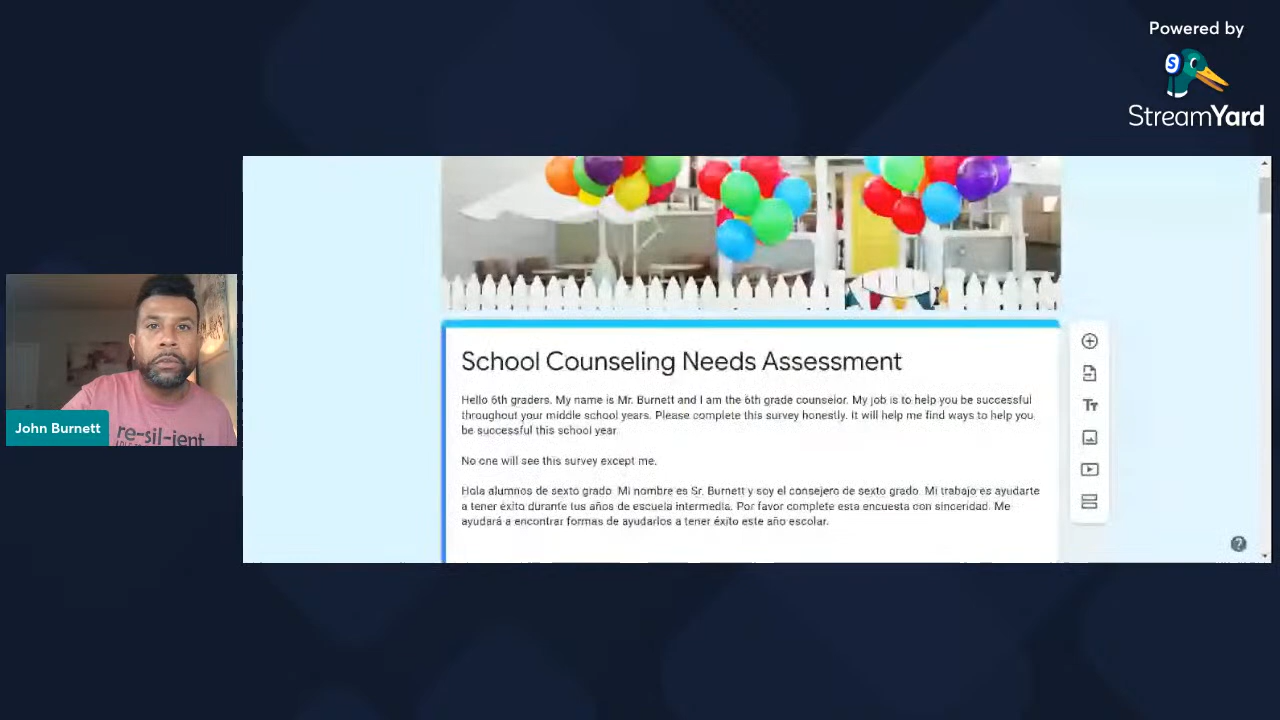 Powered by
S
StreamYard
School Counseling Needs Assessment
Hello 6th graders. My name is Mr. Burnett and I am the 6th grade counselor. My job is to help you be successful
throughout your middle school years. Please complete this survey honestly. It will help me find ways to help you
be successful this school year.
No one will see this survey except me.
Hola alumnos de sexto grado. Mi nombre es Sr. Burnett y soy el consejero de sexto grado. Mi trabajo es ayudarte
a tener éxito durante tus años de escuela intermedia. Por favor complete esta encuesta con sinceridad. Me
ayudará a encontrar formas de ayudarlos a tener éxito este año escolar.
Tт
?
John Burnett
re-sil-ient